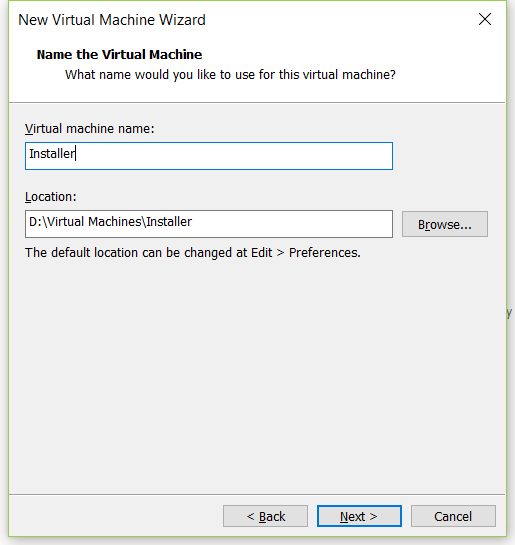 New Virtual Machine Wizard
Name the Virtual Machine
What name would you like to use for this virtual machine?
Virtual machine name:
Installer
Location:
D:\Virtual Machines\Installer
Browse...
The default location can be changed at Edit > Preferences.
y
< Back
Next >
Cancel